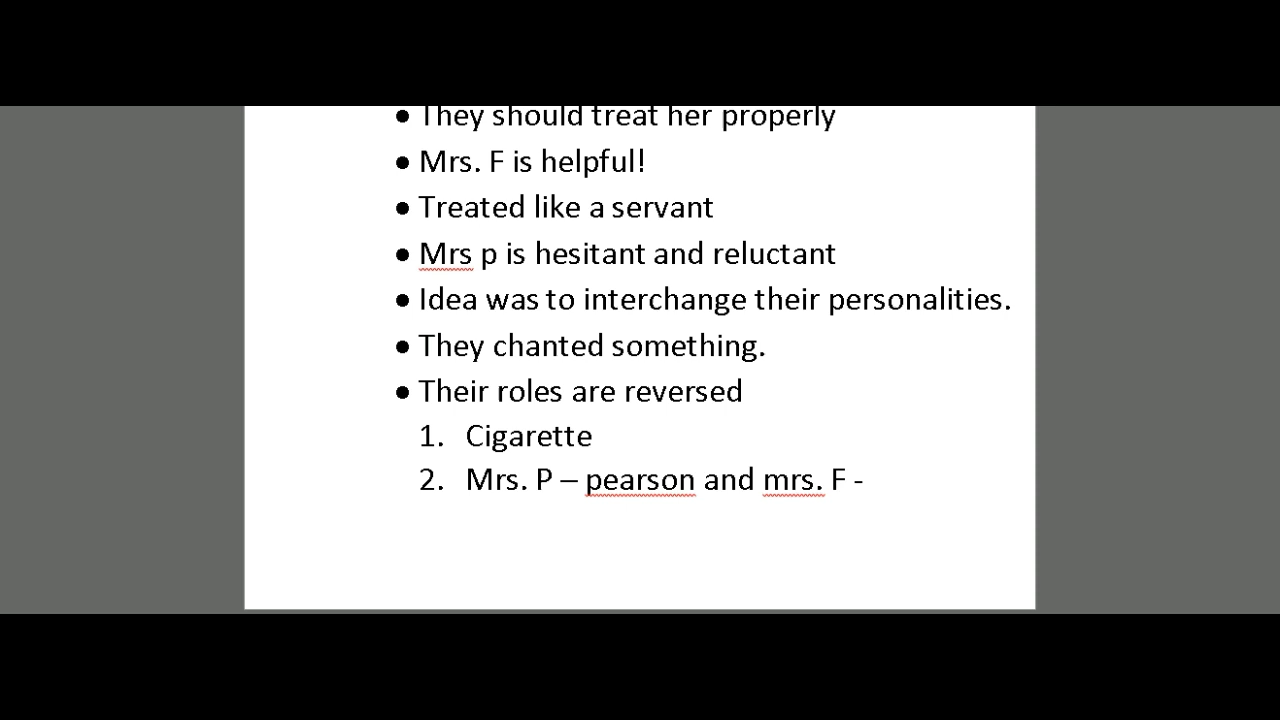 • They should treat her properly
• Mrs. F is helpful!
• Treated like a servant
• Mrs p is hesitant and reluctant
• Idea was to interchange their personalities.
• They chanted something.
• Their roles are reversed
1. Cigarette
2. Mrs. P – pearson and mrs. F -